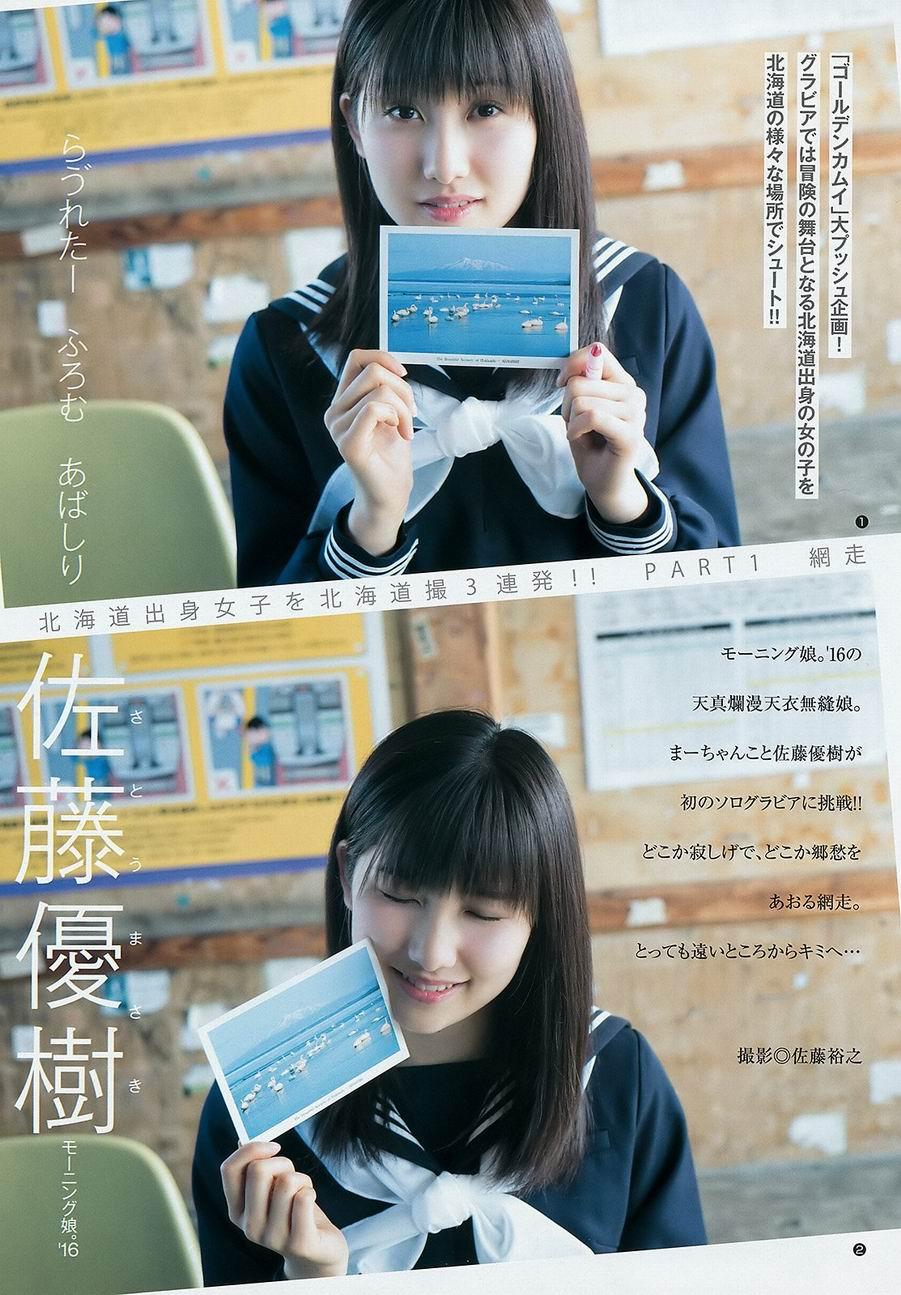 「ゴールデンカムイ」大プッシュ企画!
グラビアでは冒険の舞台となる北海道出身の女の子を
北海道の様々な場所でシュート!!
らづれたー ふろむ あばしり
❶
北海道出身女子を北海道撮3連発!! PART1 網走
佐藤優樹
さとうまさき
モーニング娘。'16
モーニング娘。'16の
天真爛漫天衣無縫娘。
まーちゃんこと佐藤優樹が
初のソログラビアに挑戦!!
どこか寂しげで、どこか郷愁を
あおる網走。
とっても遠いところからキミへ…
撮影◎佐藤裕之
❷